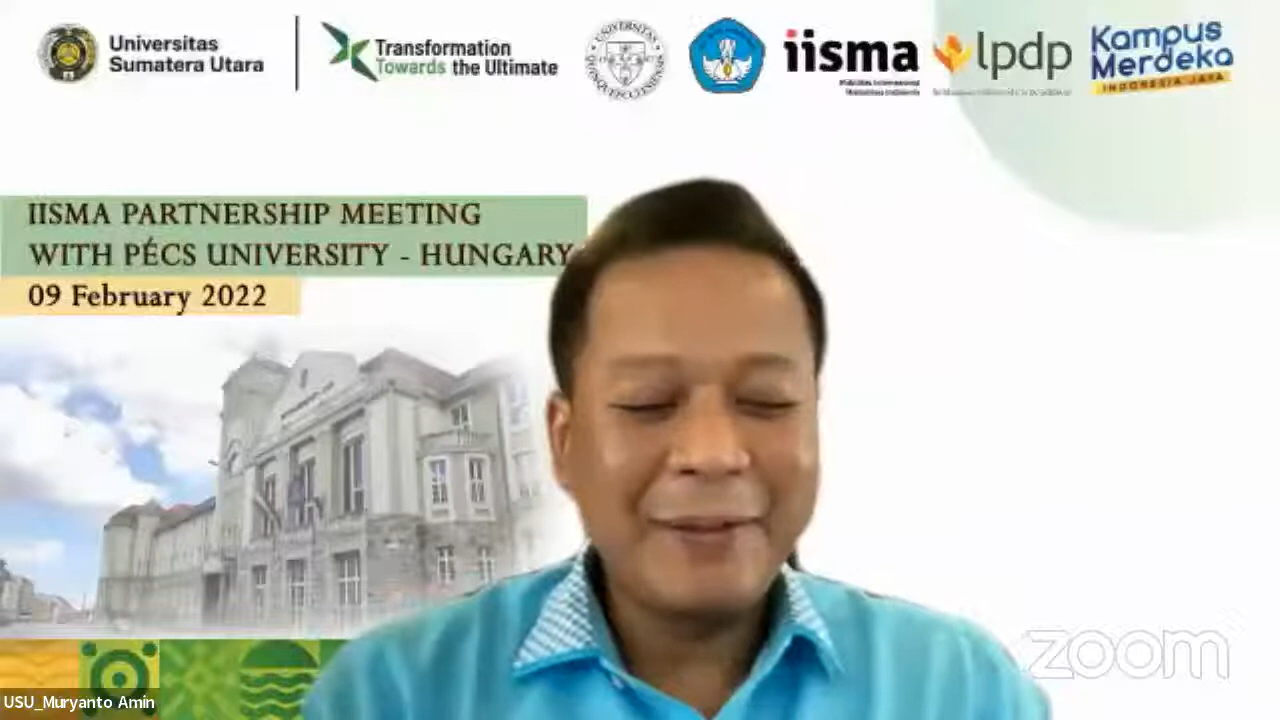 Universitas
Sumatera Utara
Transformation
Towards the Ultimate
iisma
lpdp
Kampus
Merdeka
INDONESIA JAYA
IISMA PARTNERSHIP MEETING
WITH PÉCS UNIVERSITY - HUNGARY
09 February 2022
zoom
USU_Muryanto Amin